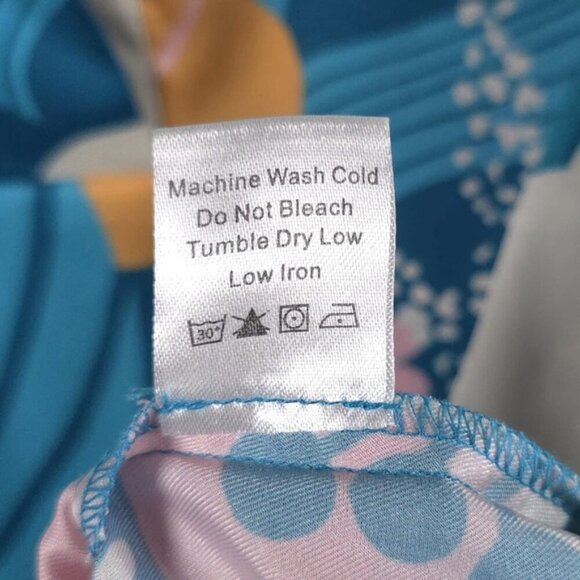 Machine Wash Cold
Do Not Bleach
Tumble Dry Low
Low Iron
30°